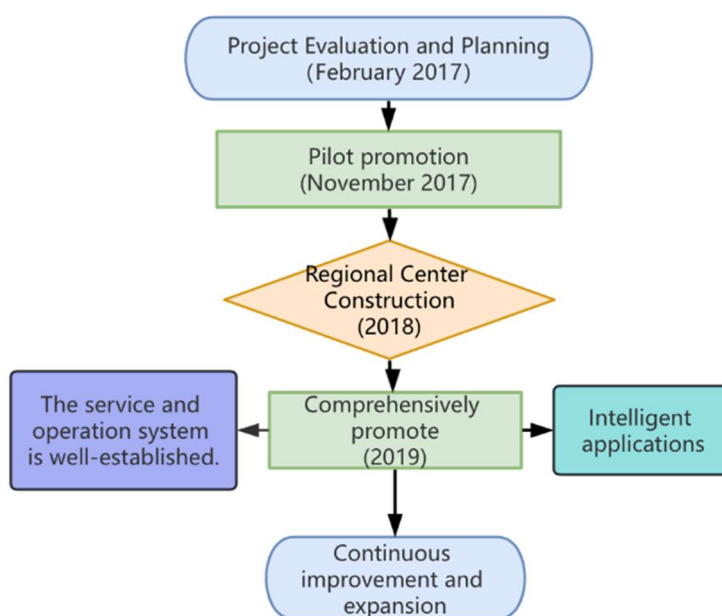 Project Evaluation and Planning
(February 2017)
Pilot promotion
(November 2017)
Regional Center
Construction
(2018)
The service and
operation system
is well-established.
Comprehensively
promote
(2019)
Intelligent
applications
Continuous
improvement and
expansion